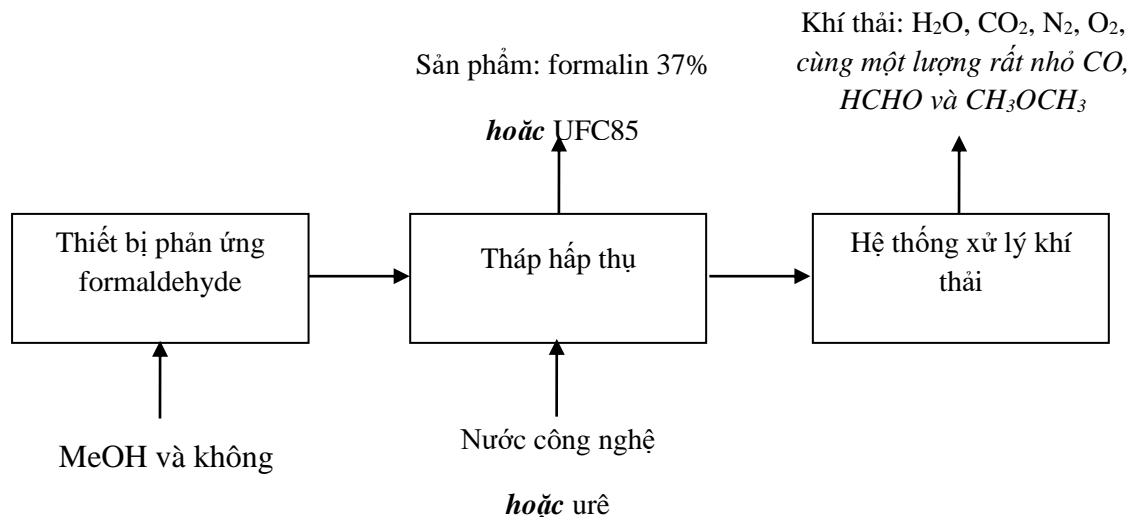 Khí thải: H₂O, CO₂, N₂, O₂,
cùng một lượng rất nhỏ CO,
HCHO và CH₃OCH₃
Sản phẩm: formalin 37%
hoặc UFC85
Thiết bị phản ứng
formaldehyde
Tháp hấp thụ
Hệ thống xử lý khí
thải
MeOH và không
Nước công nghệ
hoặc urê